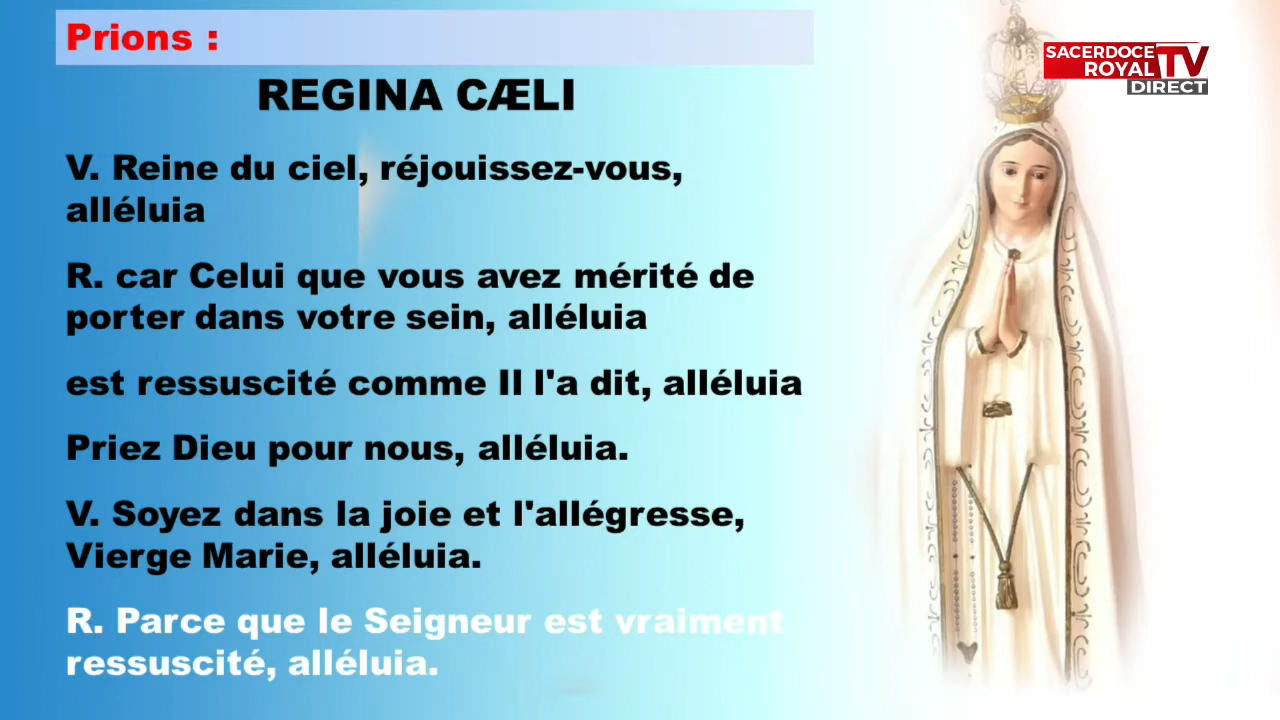 Prions :
REGINA CÆLI
V. Reine du ciel, réjouissez-vous,
alléluia
R. car Celui que vous avez mérité de
porter dans votre sein, alléluia
est ressuscité comme Il l'a dit, alléluia
Priez Dieu pour nous, alléluia.
V. Soyez dans la joie et l'allégresse,
Vierge Marie, alléluia.
R. Parce que le Seigneur est vraiment
ressuscité, alléluia.
SACERDOCE
ROYAL TV
DIRECT